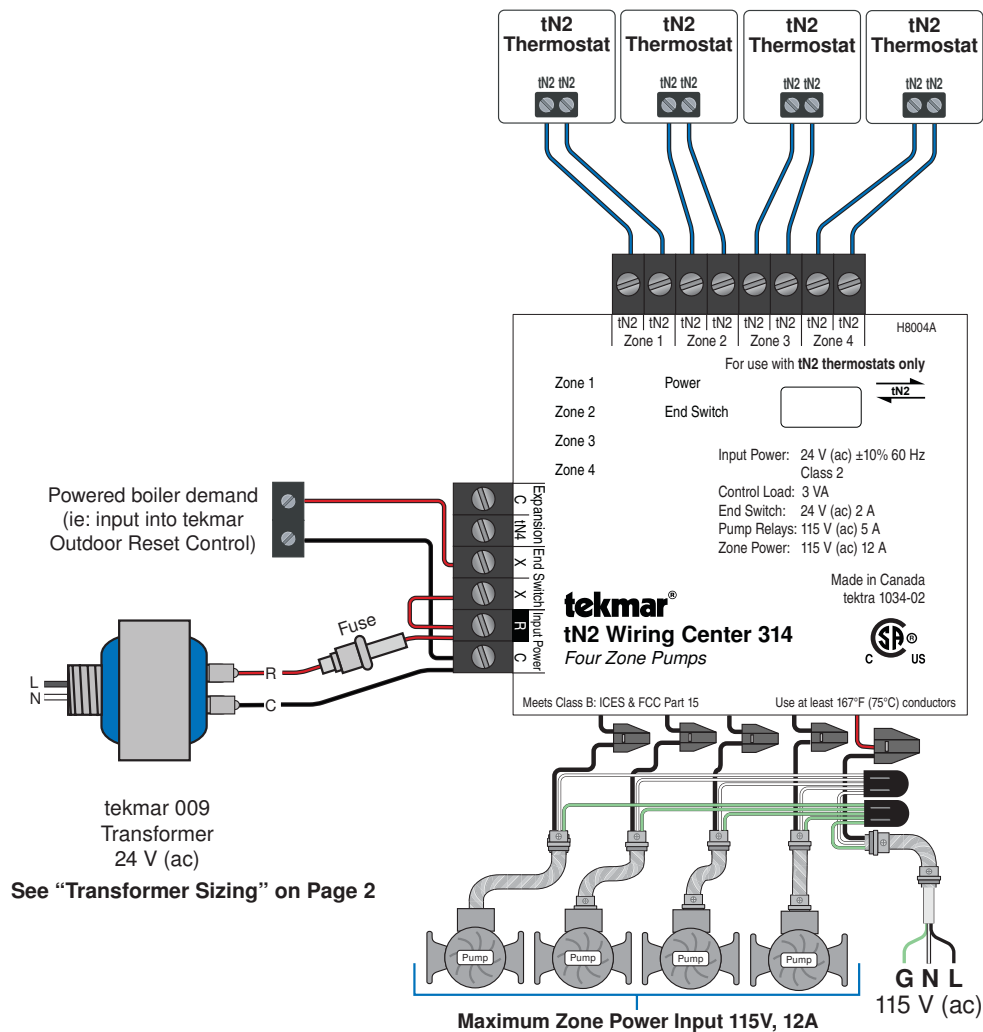 tN2
Thermostat
tN2 tN2
tN2
Thermostat
tN2 tN2
tN2
Thermostat
tN2 tN2
tN2
Thermostat
tN2 tN2
tN2 tN2 tN2 tN2 tN2 tN2 tN2 tN2
Zone 1 Zone 2 Zone 3 Zone 4
H8004A
For use with tN2 thermostats only
tN2
Zone 1 Power
Zone 2 End Switch
Zone 3
Zone 4
Input Power: 24 V (ac) ±10% 60 Hz
Class 2
Control Load: 3 VA
End Switch: 24 V (ac) 2 A
Pump Relays: 115 V (ac) 5 A
Zone Power: 115 V (ac) 12 A
Made in Canada
tektra 1034-02
C US
SA ®
tekmar®
tN2 Wiring Center 314
Four Zone Pumps
Meets Class B: ICES & FCC Part 15
Use at least 167°F (75°C) conductors
Expansion
C
tN4
End Switch
X
X
Input Power
R
C
Powered boiler demand
(ie: input into tekmar
Outdoor Reset Control)
Fuse
R
C
L
N
tekmar 009
Transformer
24 V (ac)
See “Transformer Sizing” on Page 2
Pump
Pump
Pump
Pump
G N L
115 V (ac)
Maximum Zone Power Input 115V, 12A